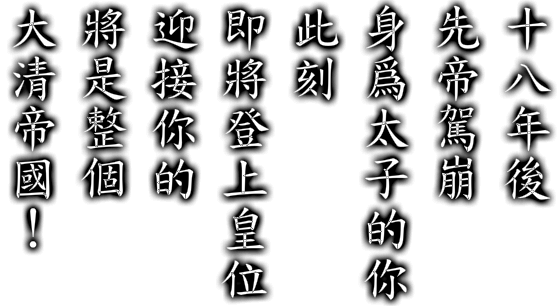 十八年後
先帝駕崩
身爲太子的你
此刻
即將登上皇位
迎接你的
將是整個
大清帝國！